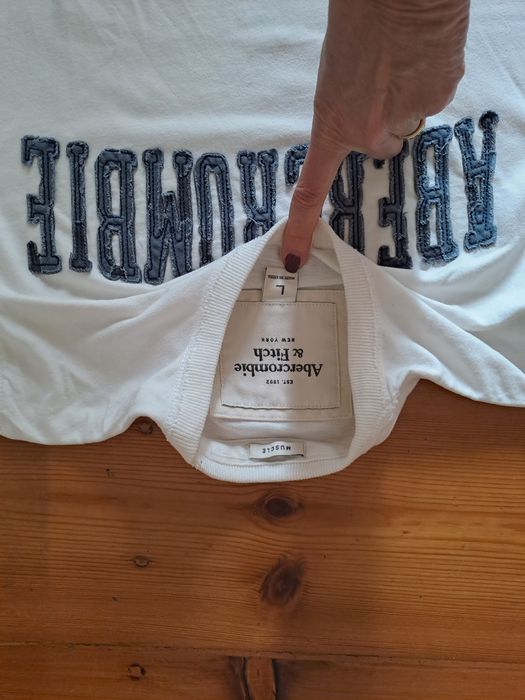 MUSCLE
EST. 1892
Abercrombie
& Fitch
NEW YORK
L
ABERCROMBIE